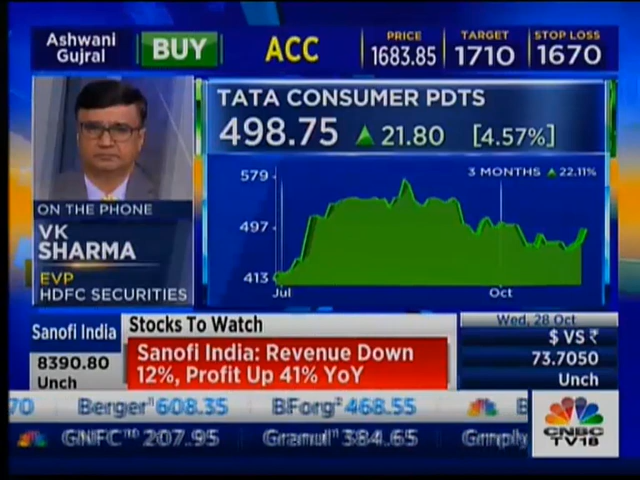 Ashwani
Gujral
BUY
ACC
PRICE
1683.85
TARGET
1710
STOP LOSS
1670
TATA CONSUMER PDTS
498.75 ▲ 21.80 [4.57%]
3 MONTHS ▲ 22.11%
579
497
413
Jul
Oct
ON THE PHONE
VK
SHARMA
EVP
HDFC SECURITIES
Sanofi India
8390.80
Unch
Stocks To Watch
Sanofi India: Revenue Down
12%, Profit Up 41% YoY
Wed, 28 Oct
$ VS ₹
73.7050
Unch
70 Berger 608.35 BForg 468.55 B
GNFC 207.95 Granul 384.65
CNBC
TV18